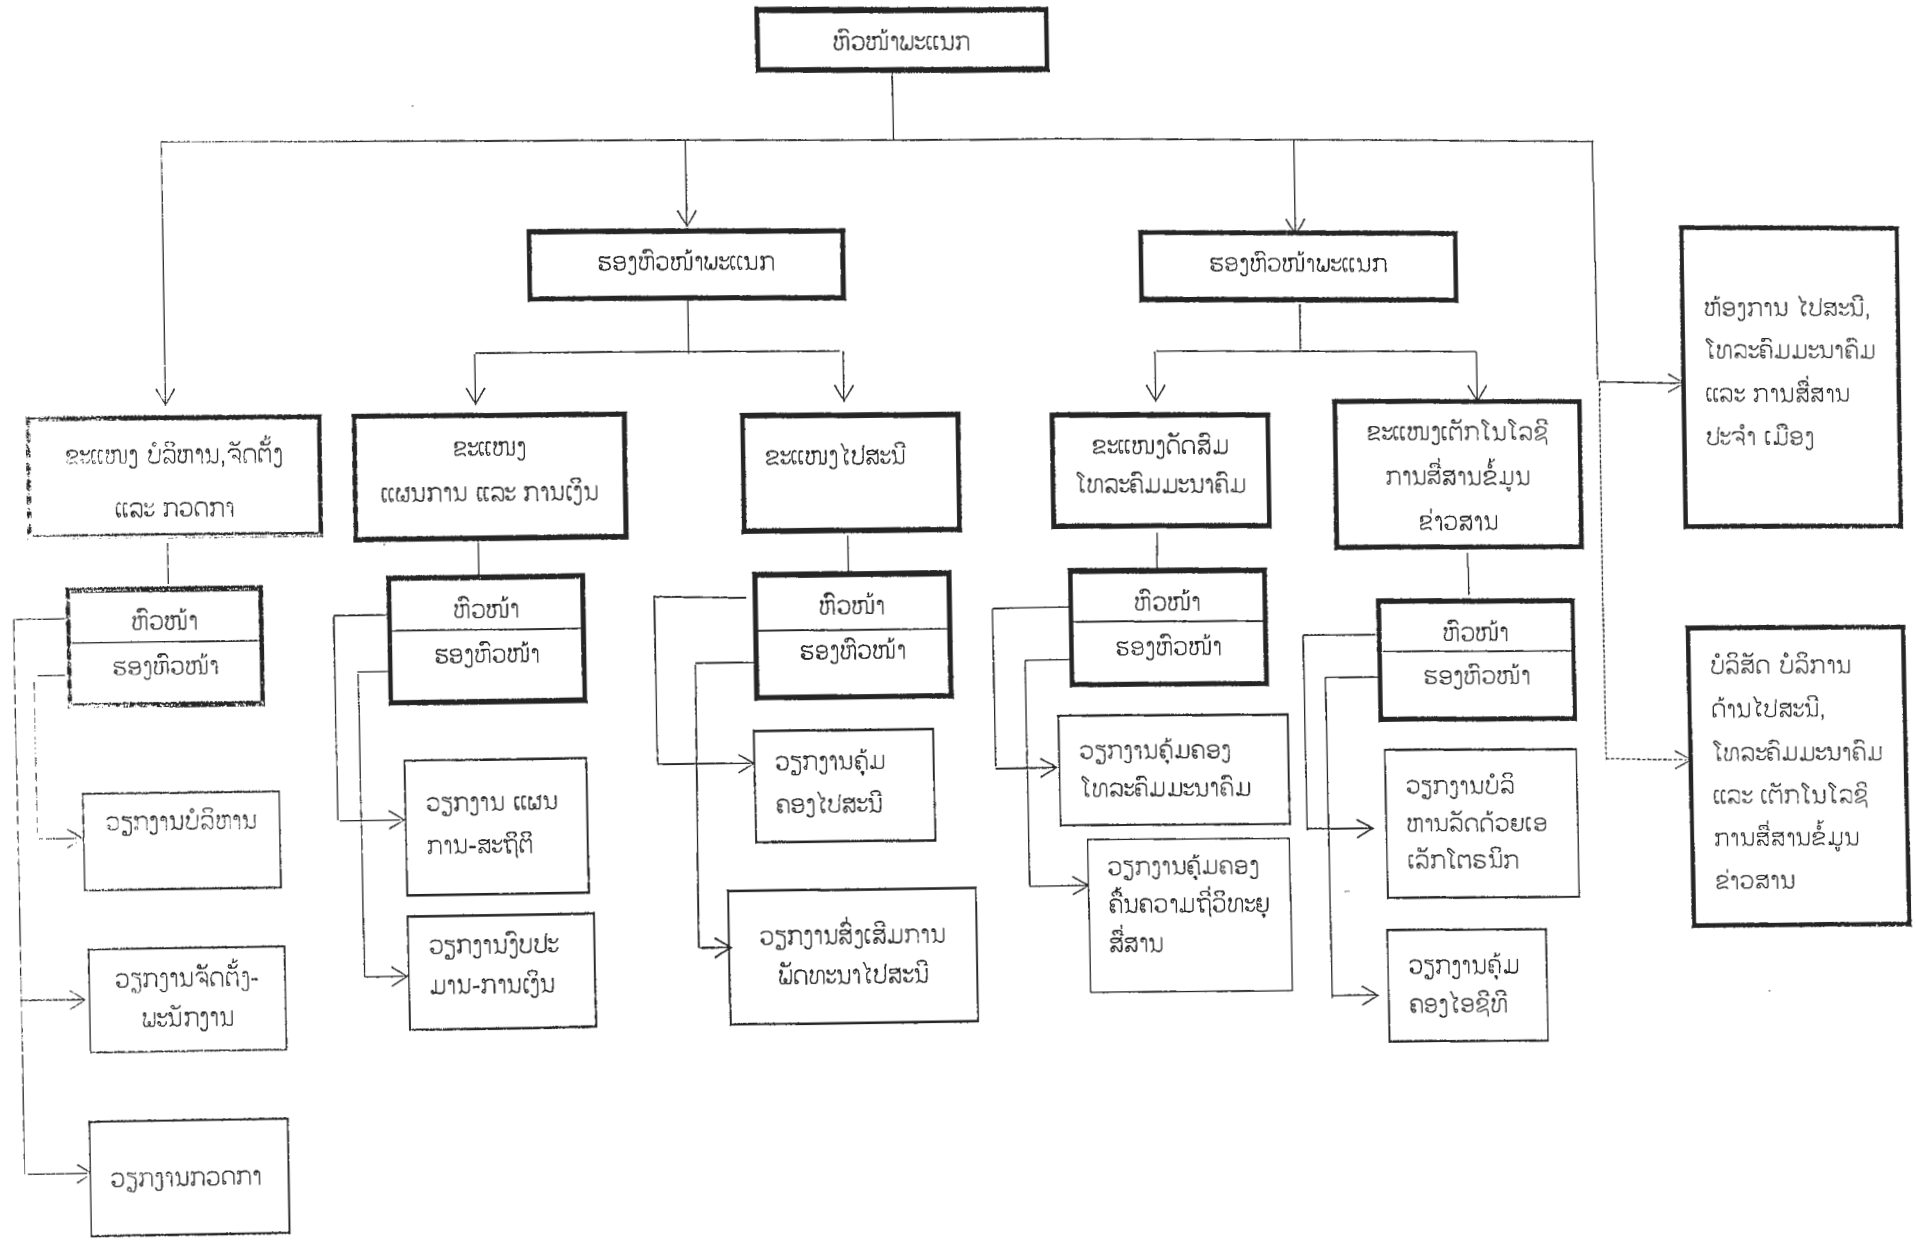 ຫົວໜ້າພະແນກ
ຮອງຫົວໜ້າພະແນກ
ຮອງຫົວໜ້າພະແນກ
ຫ້ອງການ ໄປສະນີ,
ໂທລະຄົມມະນາຄົມ
ແລະ ການສື່ສານ
ປະຈຳ ເມືອງ
ຂະແໜງ ບໍລິຫານ,ຈັດຕັ້ງ
ແລະ ກວດກາ
ຂະແໜງ
ແຜນການ ແລະ ການເງິນ
ຂະແໜງໄປສະນີ
ຂະແໜງດັດສົມ
ໂທລະຄົມມະນາຄົມ
ຂະແໜງເຕັກໂນໂລຊີ
ການສື່ສານຂໍ້ມູນ
ຂ່າວສານ
ຫົວໜ້າ
ຮອງຫົວໜ້າ
ຫົວໜ້າ
ຮອງຫົວໜ້າ
ຫົວໜ້າ
ຮອງຫົວໜ້າ
ຫົວໜ້າ
ຮອງຫົວໜ້າ
ຫົວໜ້າ
ຮອງຫົວໜ້າ
ບໍລິສັດ ບໍລິການ
ດ້ານໄປສະນີ,
ໂທລະຄົມມະນາຄົມ
ແລະ ເຕັກໂນໂລຊີ
ການສື່ສານຂໍ້ມູນ
ຂ່າວສານ
ວຽກງານບໍລິຫານ
ວຽກງານຈັດຕັ້ງ-
ພະນັກງານ
ວຽກງານກວດກາ
ວຽກງານ ແຜນ
ການ-ສະຖິຕິ
ວຽກງານງົບປະ
ມານ-ການເງິນ
ວຽກງານຄຸ້ມ
ຄອງໄປສະນີ
ວຽກງານສົ່ງເສີມການ
ພັດທະນາໄປສະນີ
ວຽກງານຄຸ້ມຄອງ
ໂທລະຄົມມະນາຄົມ
ວຽກງານຄຸ້ມຄອງ
ຄື້ນຄວາມຖີ່ວິທະຍຸ
ສື່ສານ
ວຽກງານບໍລິ
ຫານລັດດ້ວຍເອ
ເລັກໂຕຣນິກ
ວຽກງານຄຸ້ມ
ຄອງໄອຊີທີ